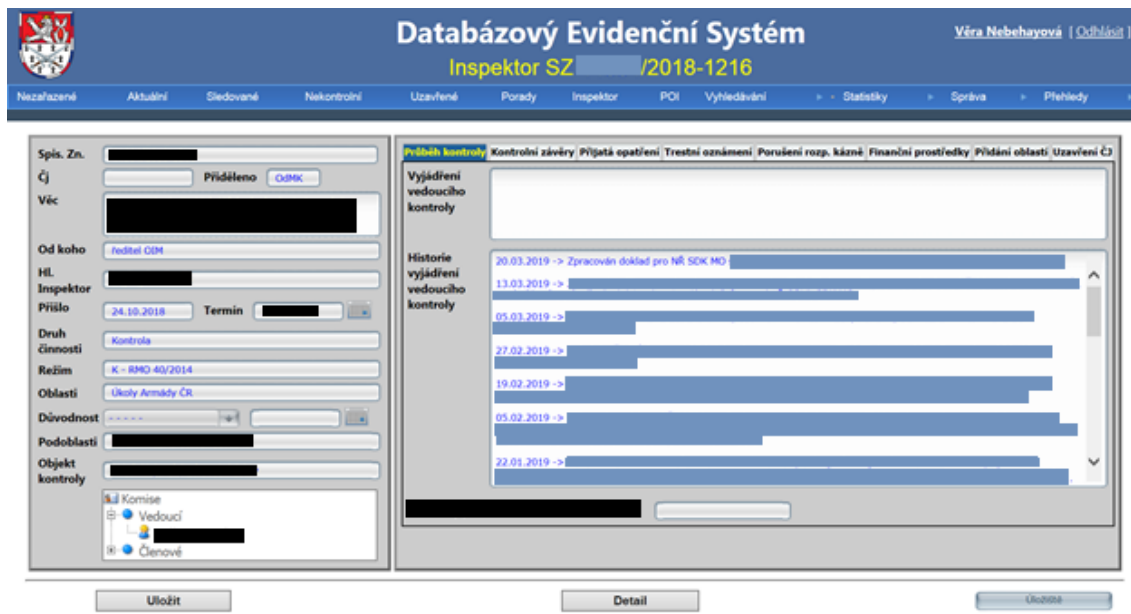 Databázový Evidenční Systém
Věra Nebehayová [ Odhlásit ]
Inspektor SZ /2018-1216
Nezařazené Aktuální Sledované Nekontrolní Uzavřené Porady Inspektor POI Vyhledávání Statistiky Správa Přehledy
Spis. Zn.
Čj Přiděleno OdMK
Věc
Od koho ředitel OIM
Hl. Inspektor
Přišlo 24.10.2018 Termín
Druh činnosti Kontrola
Režim K - RMO 40/2014
Oblasti Úkoly Armády ČR
Důvodnost - - - - -
Podoblasti
Objekt kontroly
Komise
Vedoucí
Členové
Průběh kontroly Kontrolní závěry Přijatá opatření Trestní oznámení Porušení rozp. kázně Finanční prostředky Přidání oblasti Uzavření ČJ
Vyjádření vedoucího kontroly
Historie vyjádření vedoucího kontroly
20.03.2019 -> Zpracován doklad pro NŘ SDK MO
13.03.2019 ->
05.03.2019 ->
27.02.2019 ->
19.02.2019 ->
05.02.2019 ->
22.01.2019 ->
Uložit Detail Úložiště